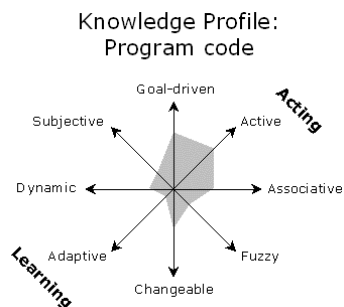 Knowledge Profile:
Program code
Goal-driven
Acting
Subjective
Active
Dynamic
Associative
Learning
Adaptive
Fuzzy
Changeable